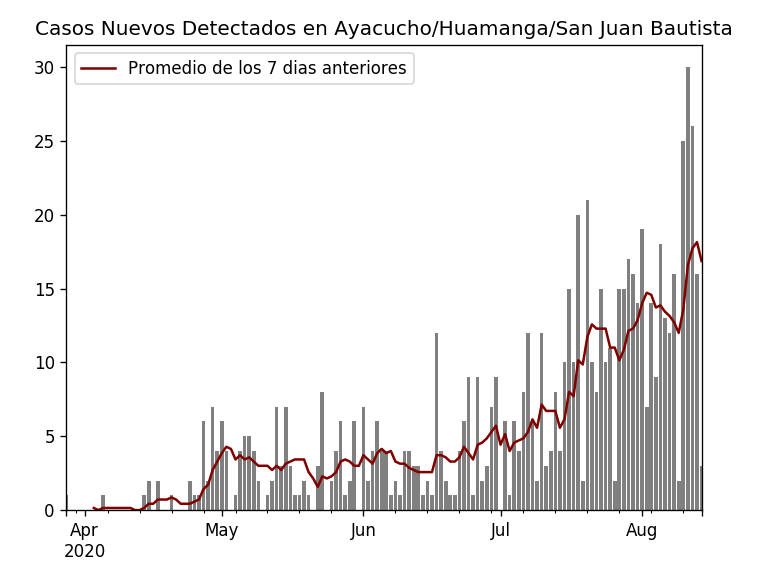 Casos Nuevos Detectados en Ayacucho/Huamanga/San Juan Bautista
Promedio de los 7 dias anteriores
30
25
20
15
10
5
0
Apr May Jun Jul Aug
2020